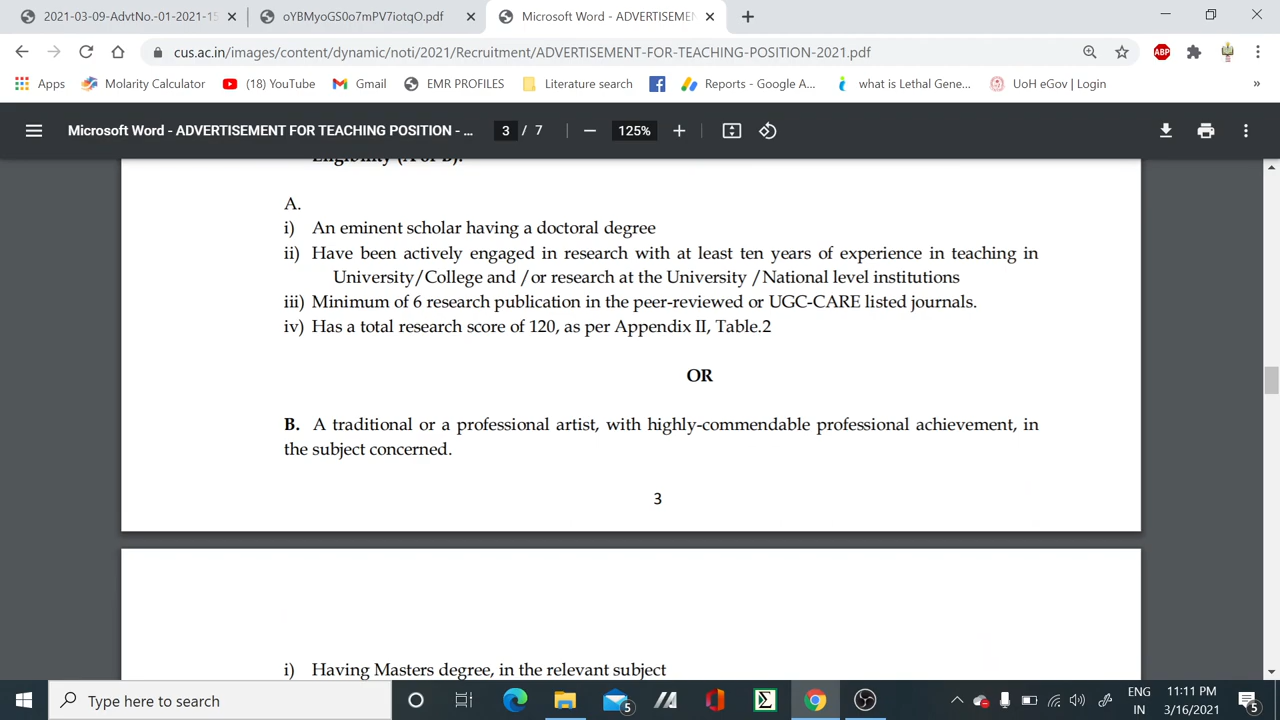 2021-03-09-AdvtNo.-01-2021-15
oYBMyoGS0o7mPV7iotqO.pdf
Microsoft Word - ADVERTISEMEN
cus.ac.in/images/content/dynamic/noti/2021/Recruitment/ADVERTISEMENT-FOR-TEACHING-POSITION-2021.pdf
ABP
Apps
Molarity Calculator
(18) YouTube
Gmail
EMR PROFILES
Literature search
Reports - Google A...
what is Lethal Gene...
UoH eGov | Login
»
Microsoft Word - ADVERTISEMENT FOR TEACHING POSITION - ...
3 / 7
125%
Eligibility (A or B):
A.
i) An eminent scholar having a doctoral degree
ii) Have been actively engaged in research with at least ten years of experience in teaching in
University/College and /or research at the University /National level institutions
iii) Minimum of 6 research publication in the peer-reviewed or UGC-CARE listed journals.
iv) Has a total research score of 120, as per Appendix II, Table.2
OR
B. A traditional or a professional artist, with highly-commendable professional achievement, in
the subject concerned.
3
i) Having Masters degree, in the relevant subject
Type here to search
5
ENG
IN
11:11 PM
3/16/2021
5